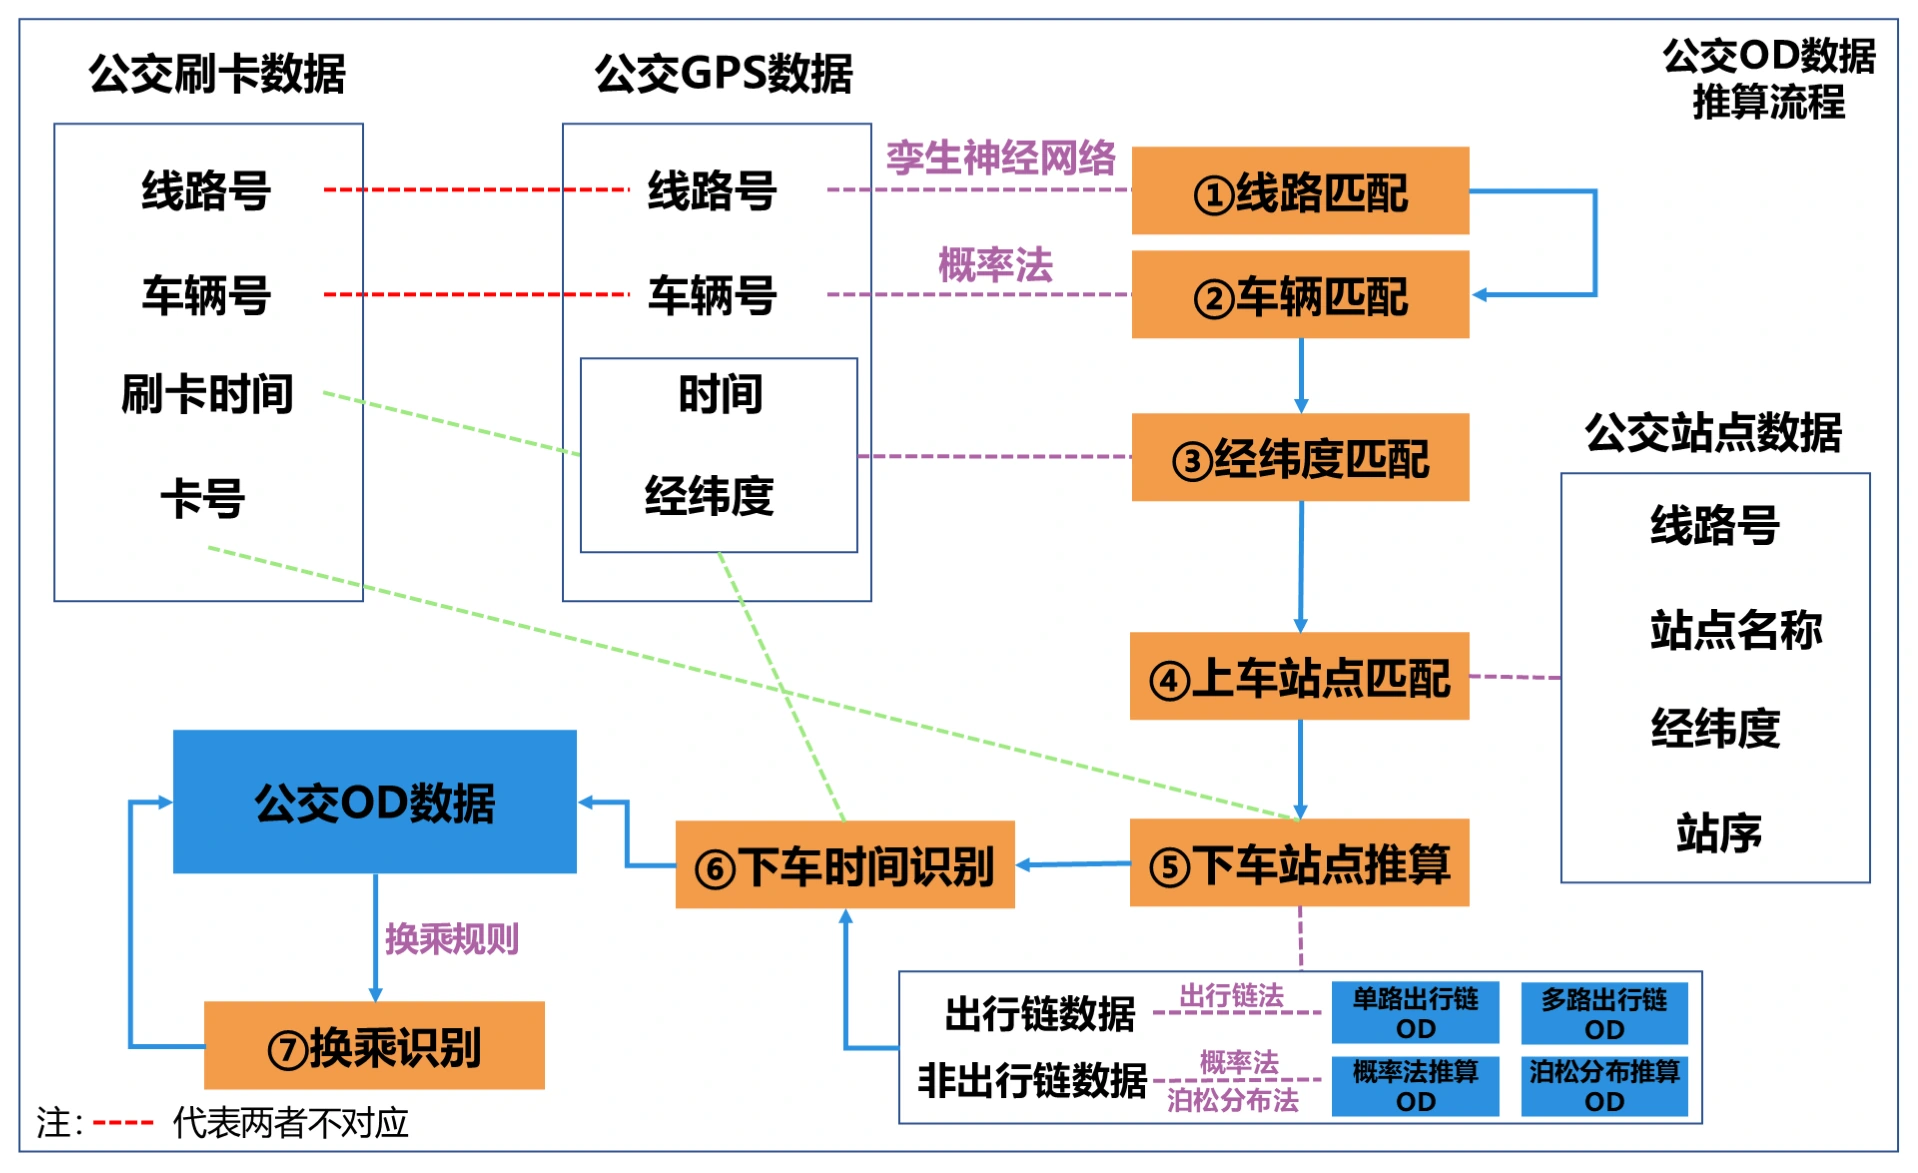 公交刷卡数据
公交GPS数据
公交OD数据
推算流程
线路号
线路号
孪生神经网络
①线路匹配
车辆号
车辆号
概率法
②车辆匹配
刷卡时间
时间
卡号
经纬度
③经纬度匹配
公交站点数据
线路号
站点名称
经纬度
站序
④上车站点匹配
⑤下车站点推算
⑥下车时间识别
公交OD数据
换乘规则
⑦换乘识别
出行链数据
出行链法
单路出行链
OD
多路出行链
OD
非出行链数据
概率法
泊松分布法
概率法推算
OD
泊松分布推算
OD
注：
代表两者不对应